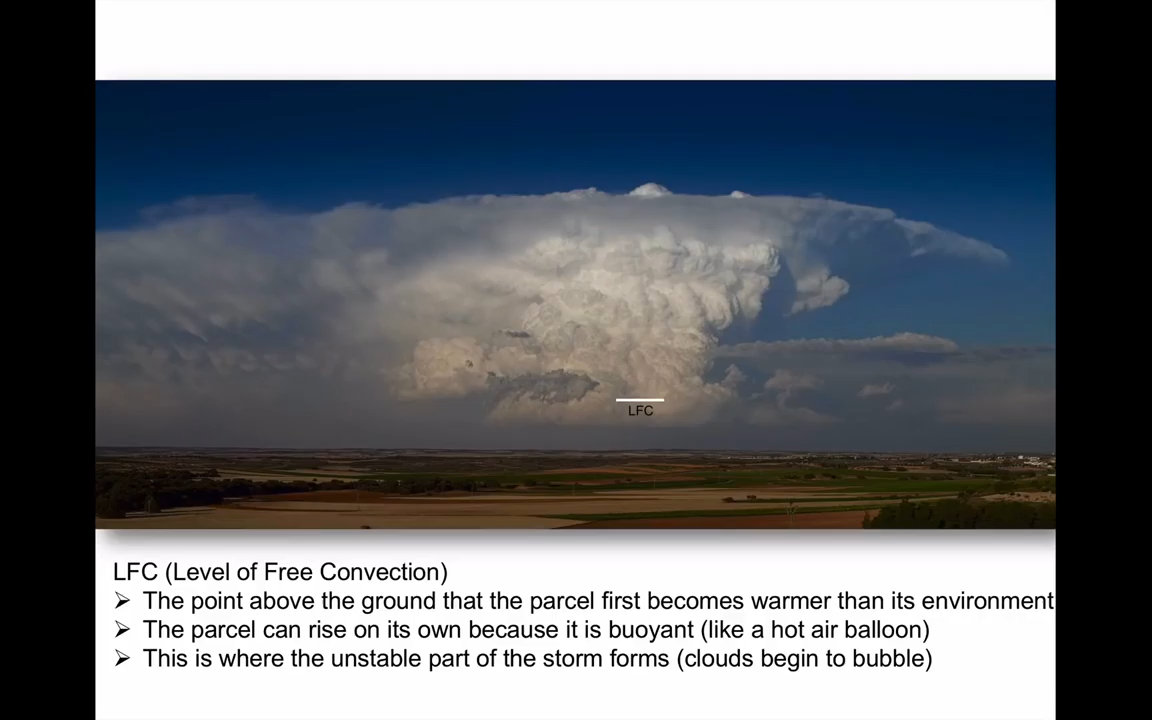 LFC
LFC (Level of Free Convection)
➢ The point above the ground that the parcel first becomes warmer than its environment
➢ The parcel can rise on its own because it is buoyant (like a hot air balloon)
➢ This is where the unstable part of the storm forms (clouds begin to bubble)